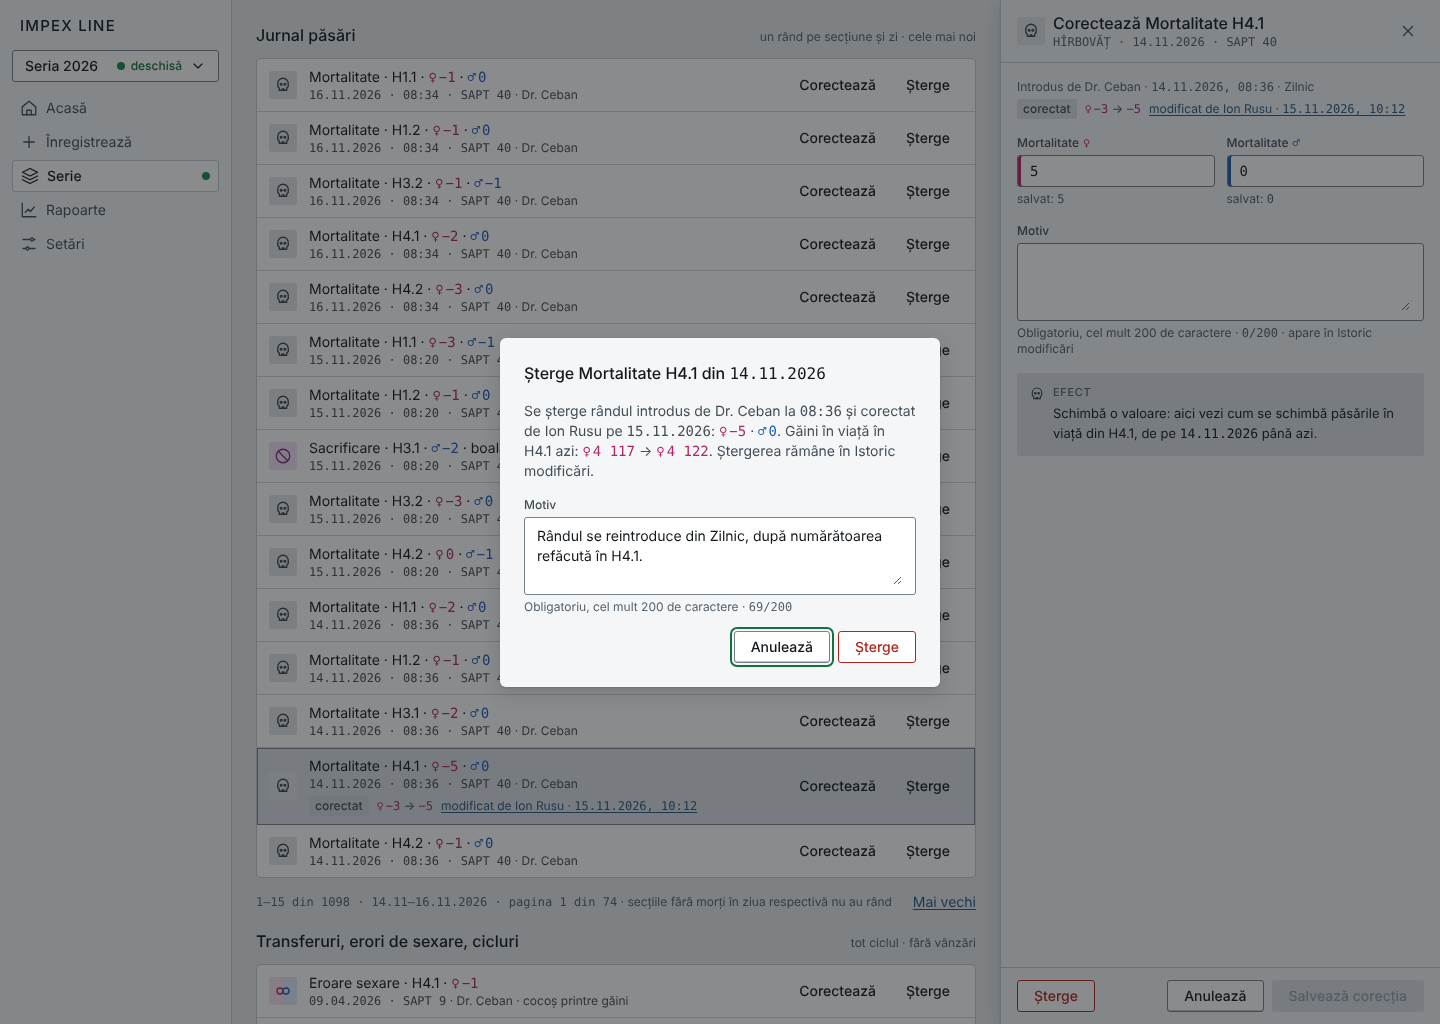 IMPEX LINE
Seria 2026 deschisă
Acasă
Înregistrează
Serie
Rapoarte
Setări
Jurnal păsări
un rând pe secțiune și zi · cele mai noi
Mortalitate · H1.1 · ♀−1 · ♂0
16.11.2026 · 08:34 · SAPT 40 · Dr. Ceban
Corectează Șterge
Mortalitate · H1.2 · ♀−1 · ♂0
16.11.2026 · 08:34 · SAPT 40 · Dr. Ceban
Corectează Șterge
Mortalitate · H3.2 · ♀−1 · ♂−1
16.11.2026 · 08:34 · SAPT 40 · Dr. Ceban
Corectează Șterge
Mortalitate · H4.1 · ♀−2 · ♂0
16.11.2026 · 08:34 · SAPT 40 · Dr. Ceban
Corectează Șterge
Mortalitate · H4.2 · ♀−3 · ♂0
16.11.2026 · 08:34 · SAPT 40 · Dr. Ceban
Corectează Șterge
Mortalitate · H1.1 · ♀−3 · ♂−1
15.11.2026 · 08:20 · SAPT
Mortalitate · H1.2 · ♀−1 · ♂0
15.11.2026 · 08:20 · SAPT
Sacrificare · H3.1 · ♂−2 ·
15.11.2026 · 08:20 · SAPT
Mortalitate · H3.2 · ♀−3 · ♂0
15.11.2026 · 08:20 · SAPT
Mortalitate · H4.2 · ♀0 · ♂−1
15.11.2026 · 08:20 · SAPT
Mortalitate · H1.1 · ♀−2 · ♂0
14.11.2026 · 08:36 · SAPT
Mortalitate · H1.2 · ♀−1 · ♂0
14.11.2026 · 08:36 · SAPT
Mortalitate · H3.1 · ♀−2 · ♂0
14.11.2026 · 08:36 · SAPT 40 · Dr. Ceban
Corectează Șterge
Mortalitate · H4.1 · ♀−5 · ♂0
14.11.2026 · 08:36 · SAPT 40 · Dr. Ceban
corectat ♀−3 → −5 modificat de Ion Rusu · 15.11.2026, 10:12
Corectează Șterge
Mortalitate · H4.2 · ♀−1 · ♂0
14.11.2026 · 08:36 · SAPT 40 · Dr. Ceban
Corectează Șterge
1–15 din 1098 · 14.11–16.11.2026 · pagina 1 din 74 · secțiile fără morți în ziua respectivă nu au rând
Mai vechi
Transferuri, erori de sexare, cicluri
tot ciclul · fără vânzări
Eroare sexare · H4.1 · ♀−1
09.04.2026 · SAPT 9 · Dr. Ceban · cocoș printre găini
Corectează Șterge
Șterge Mortalitate H4.1 din 14.11.2026
Se șterge rândul introdus de Dr. Ceban la 08:36 și corectat
de Ion Rusu pe 15.11.2026: ♀−5 · ♂0. Găini în viață în
H4.1 azi: ♀4 117 → ♀4 122. Ștergerea rămâne în Istoric
modificări.
Motiv
Rândul se reintroduce din Zilnic, după numărătoarea
refăcută în H4.1.
Obligatoriu, cel mult 200 de caractere · 69/200
Anulează Șterge
Corectează Mortalitate H4.1
HÎRBOVĂȚ · 14.11.2026 · SAPT 40
Introdus de Dr. Ceban · 14.11.2026, 08:36 · Zilnic
corectat ♀−3 → −5 modificat de Ion Rusu · 15.11.2026, 10:12
Mortalitate ♀ Mortalitate ♂
5 0
salvat: 5 salvat: 0
Motiv
Obligatoriu, cel mult 200 de caractere · 0/200 · apare în Istoric
modificări
EFECT
Schimbă o valoare: aici vezi cum se schimbă păsările în
viață din H4.1, de pe 14.11.2026 până azi.
Șterge Anulează Salvează corecția